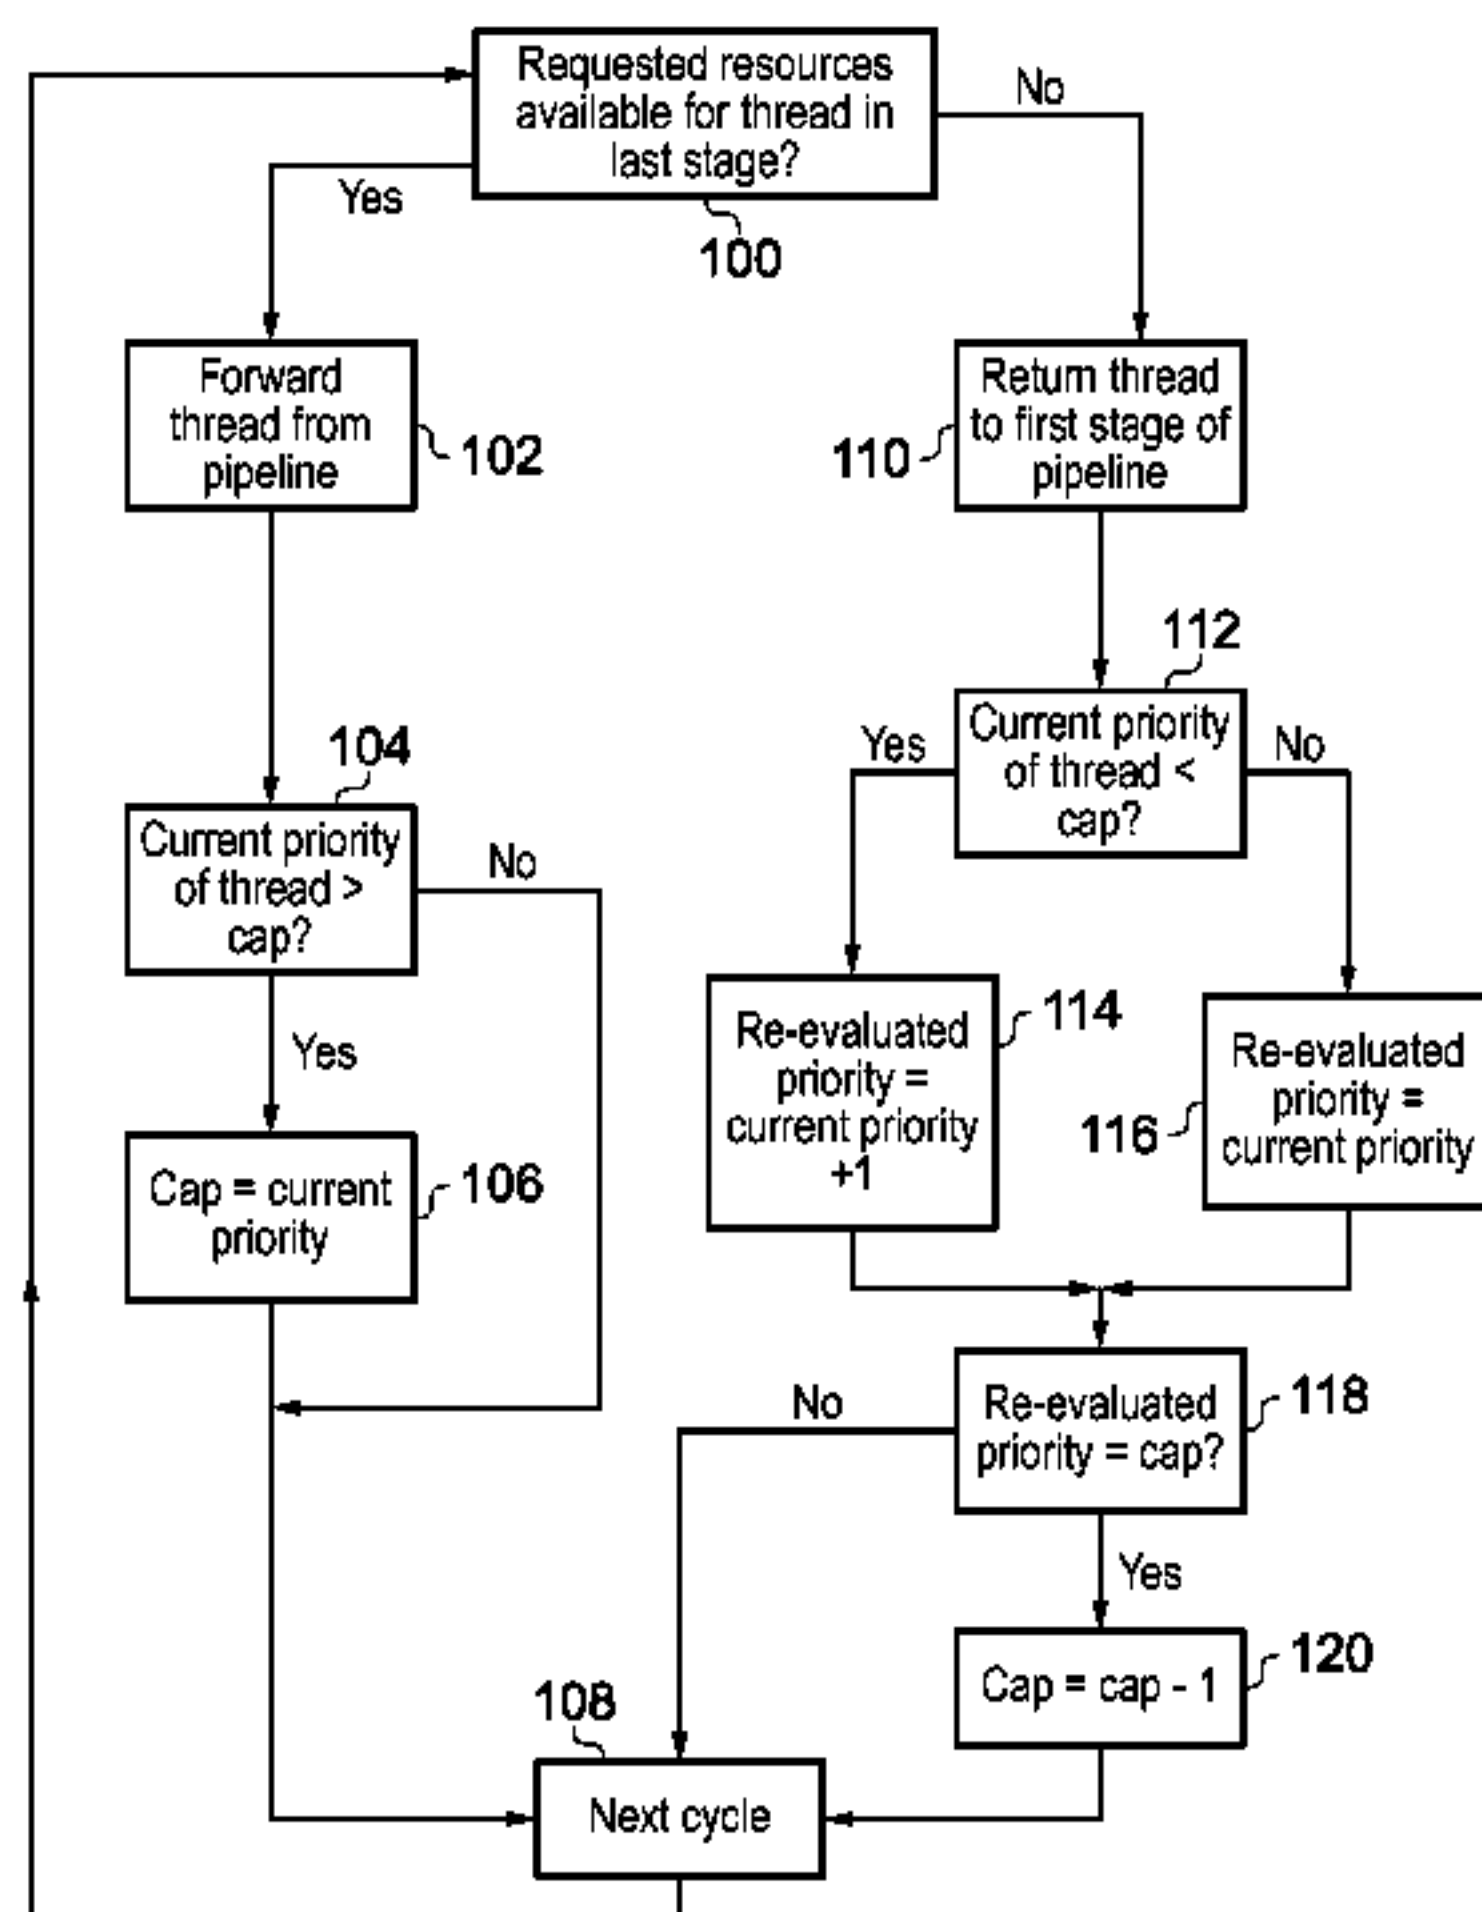 Requested resources
available for thread in
last stage?
No
Yes
100
Forward
thread from
pipeline
102
Return thread
to first stage of
pipeline
110
112
Current priority
of thread <
cap?
Yes
No
104
Current priority
of thread >
cap?
No
Yes
Re-evaluated
priority =
current priority
+1
114
Re-evaluated
priority =
current priority
116
Cap = current
priority
106
Re-evaluated
priority = cap?
118
No
Yes
Cap = cap - 1
120
108
Next cycle